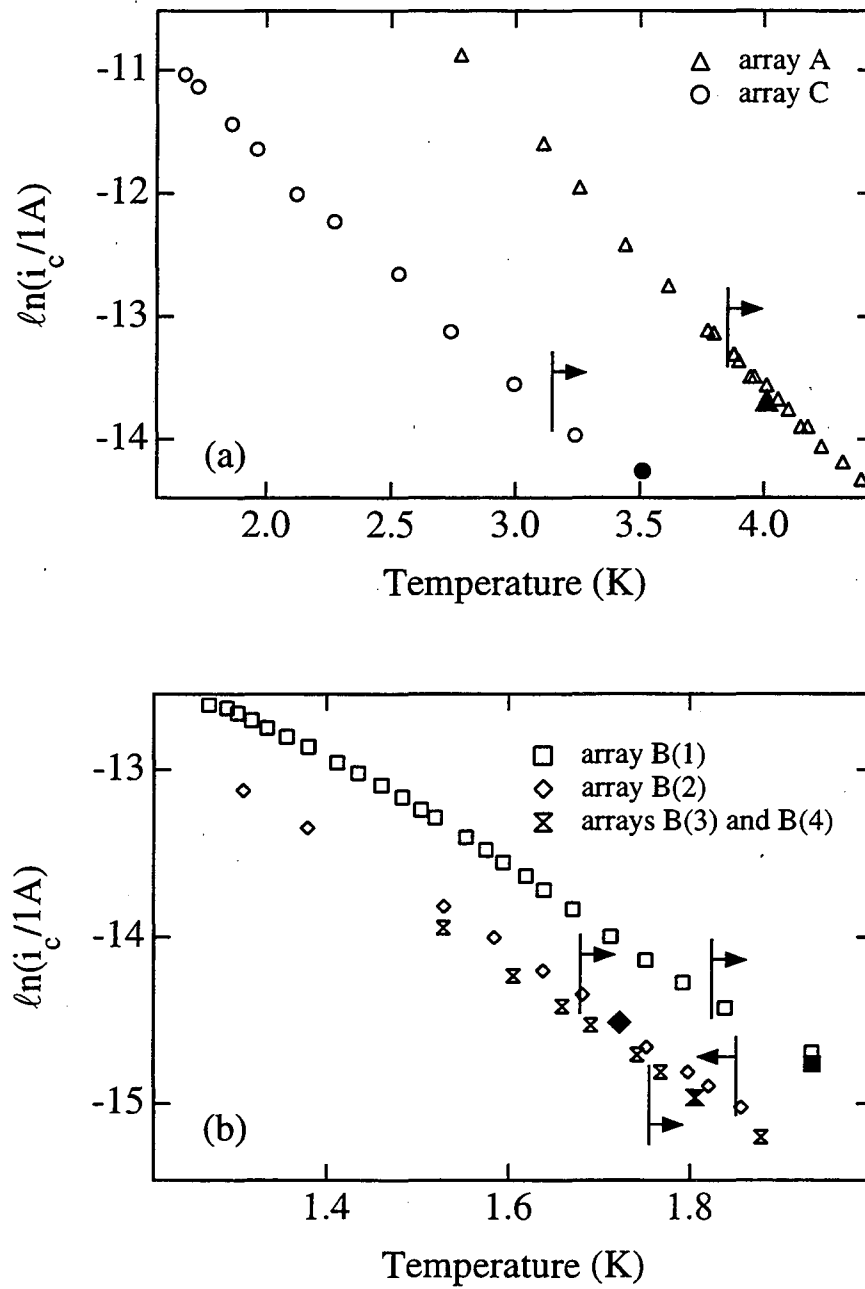 -11
-12
-13
-14
ℓn(i_c/1A)
array A
array C
(a)
2.0 2.5 3.0 3.5 4.0
Temperature (K)
-13
-14
-15
ℓn(i_c/1A)
array B(1)
array B(2)
arrays B(3) and B(4)
(b)
1.4 1.6 1.8
Temperature (K)